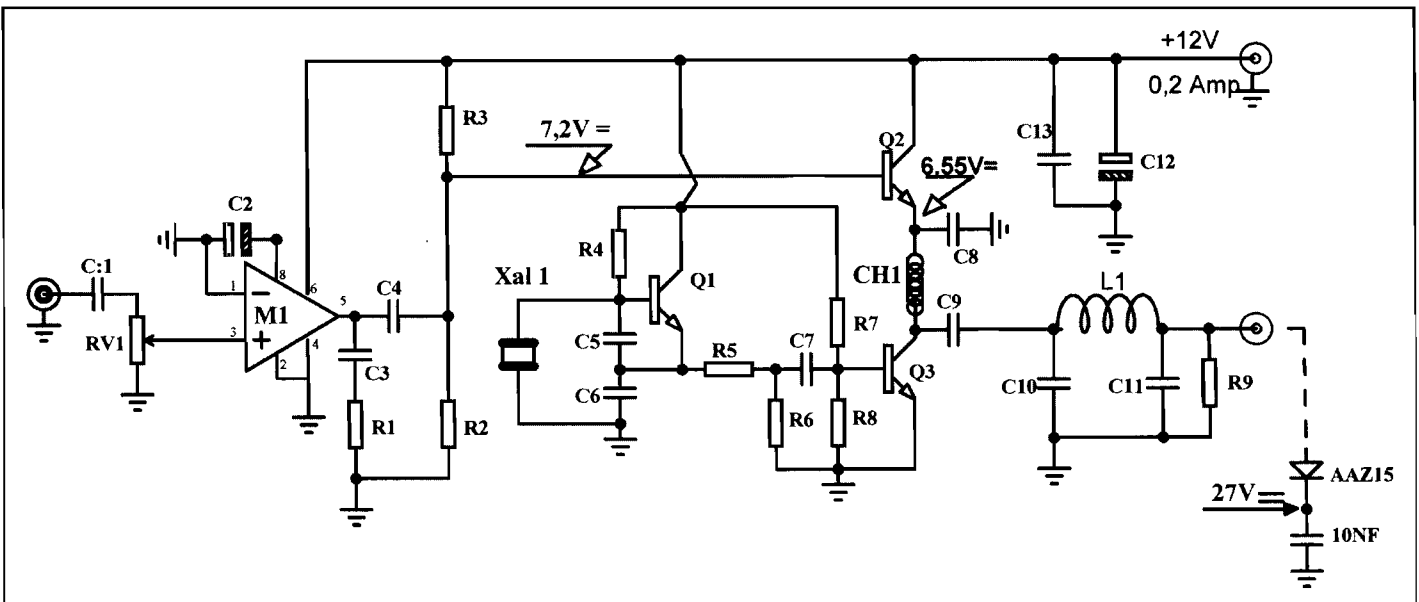 +12V
0,2 Amp
R3
7,2V =
Q2
C13
C12
6.55V=
C2
R4
C8
Xal 1
Q1
CH1
C:1
8
1
6
M1
5
C4
C9
L1
R7
3
RV1
2
4
C5
R5
C7
Q3
C3
C6
C10
C11
R9
R1
R2
R6
R8
AAZ15
27V=
10NF